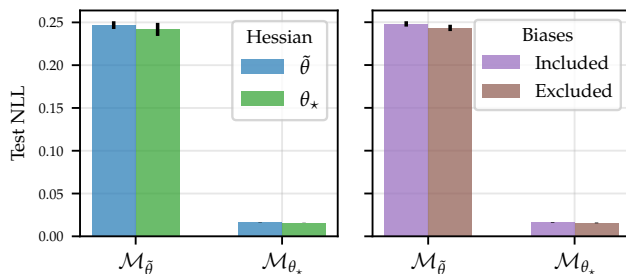 Test NLL
0.25
0.20
0.15
0.10
0.05
0.00
Hessian
θ̃
θ⋆
ℳθ̃
ℳθ⋆
Biases
Included
Excluded
ℳθ̃
ℳθ⋆